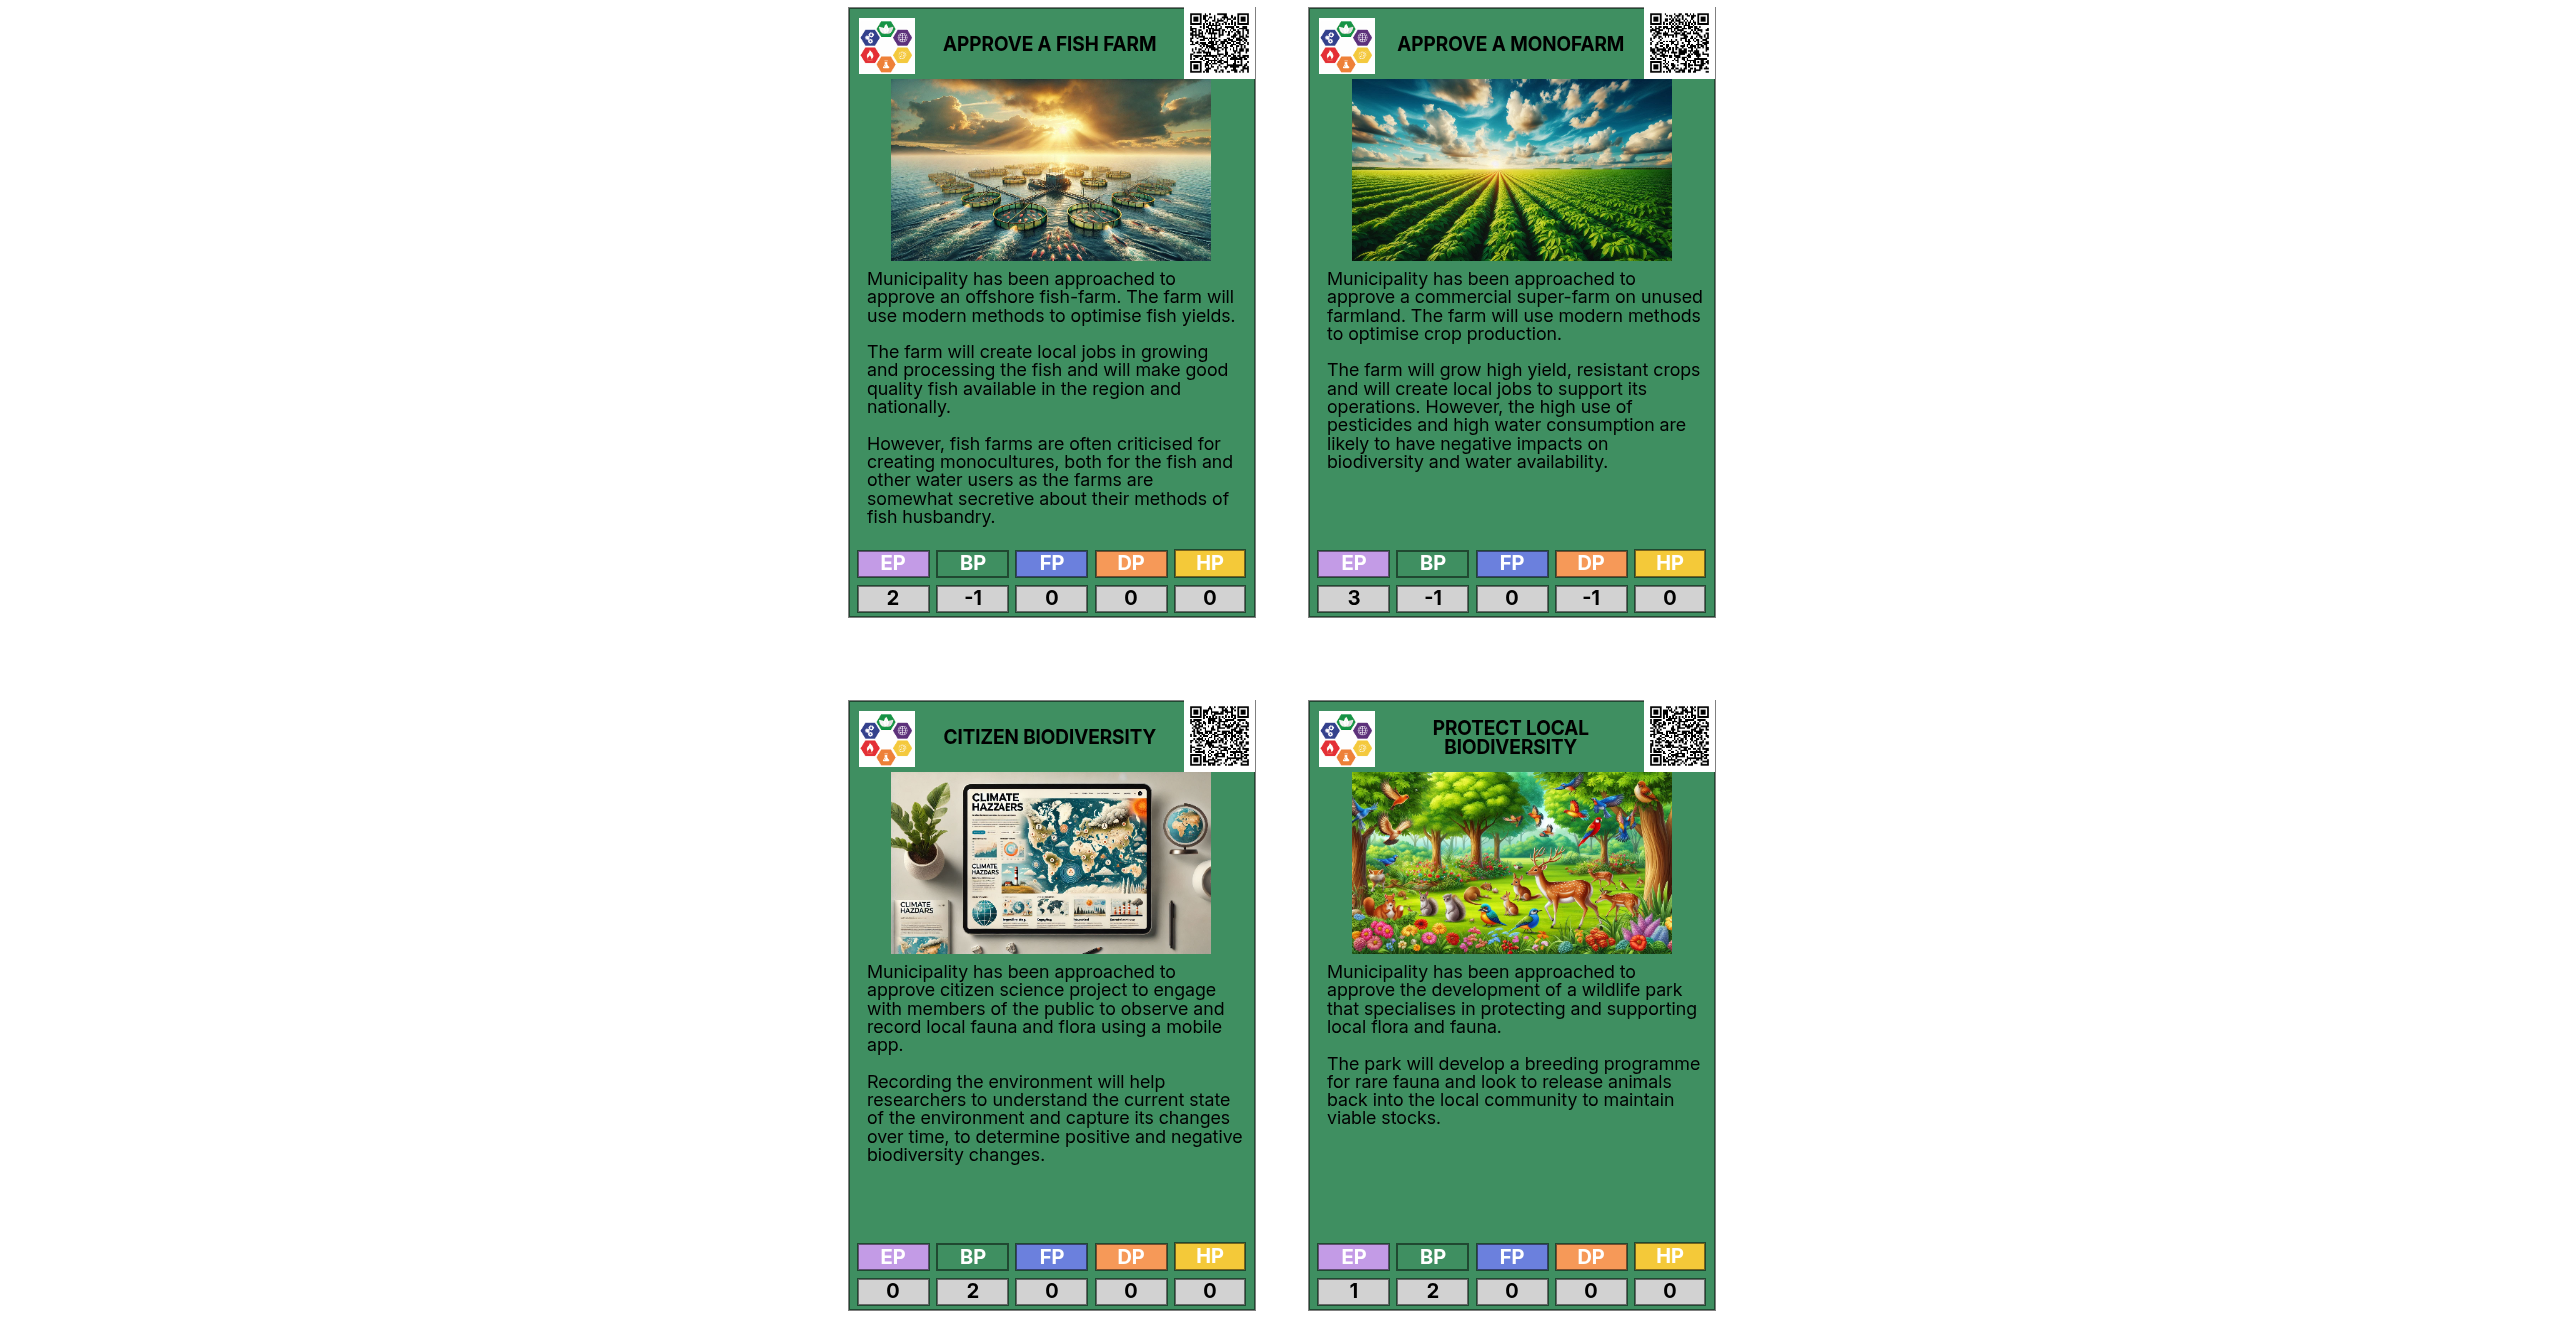 APPROVE A FISH FARM
Municipality has been approached to
approve an offshore fish-farm. The farm will
use modern methods to optimise fish yields.
The farm will create local jobs in growing
and processing the fish and will make good
quality fish available in the region and
nationally.
However, fish farms are often criticised for
creating monocultures, both for the fish and
other water users as the farms are
somewhat secretive about their methods of
fish husbandry.
EP BP FP DP HP
2 -1 0 0 0
APPROVE A MONOFARM
Municipality has been approached to
approve a commercial super-farm on unused
farmland. The farm will use modern methods
to optimise crop production.
The farm will grow high yield, resistant crops
and will create local jobs to support its
operations. However, the high use of
pesticides and high water consumption are
likely to have negative impacts on
biodiversity and water availability.
EP BP FP DP HP
3 -1 0 -1 0
CITIZEN BIODIVERSITY
CLIMATE
HAZZAERS
CLIMATE
HAZDARS
CLIMATE
HAZDAIRS
Municipality has been approached to
approve citizen science project to engage
with members of the public to observe and
record local fauna and flora using a mobile
app.
Recording the environment will help
researchers to understand the current state
of the environment and capture its changes
over time, to determine positive and negative
biodiversity changes.
EP BP FP DP HP
0 2 0 0 0
PROTECT LOCAL
BIODIVERSITY
Municipality has been approached to
approve the development of a wildlife park
that specialises in protecting and supporting
local flora and fauna.
The park will develop a breeding programme
for rare fauna and look to release animals
back into the local community to maintain
viable stocks.
EP BP FP DP HP
1 2 0 0 0